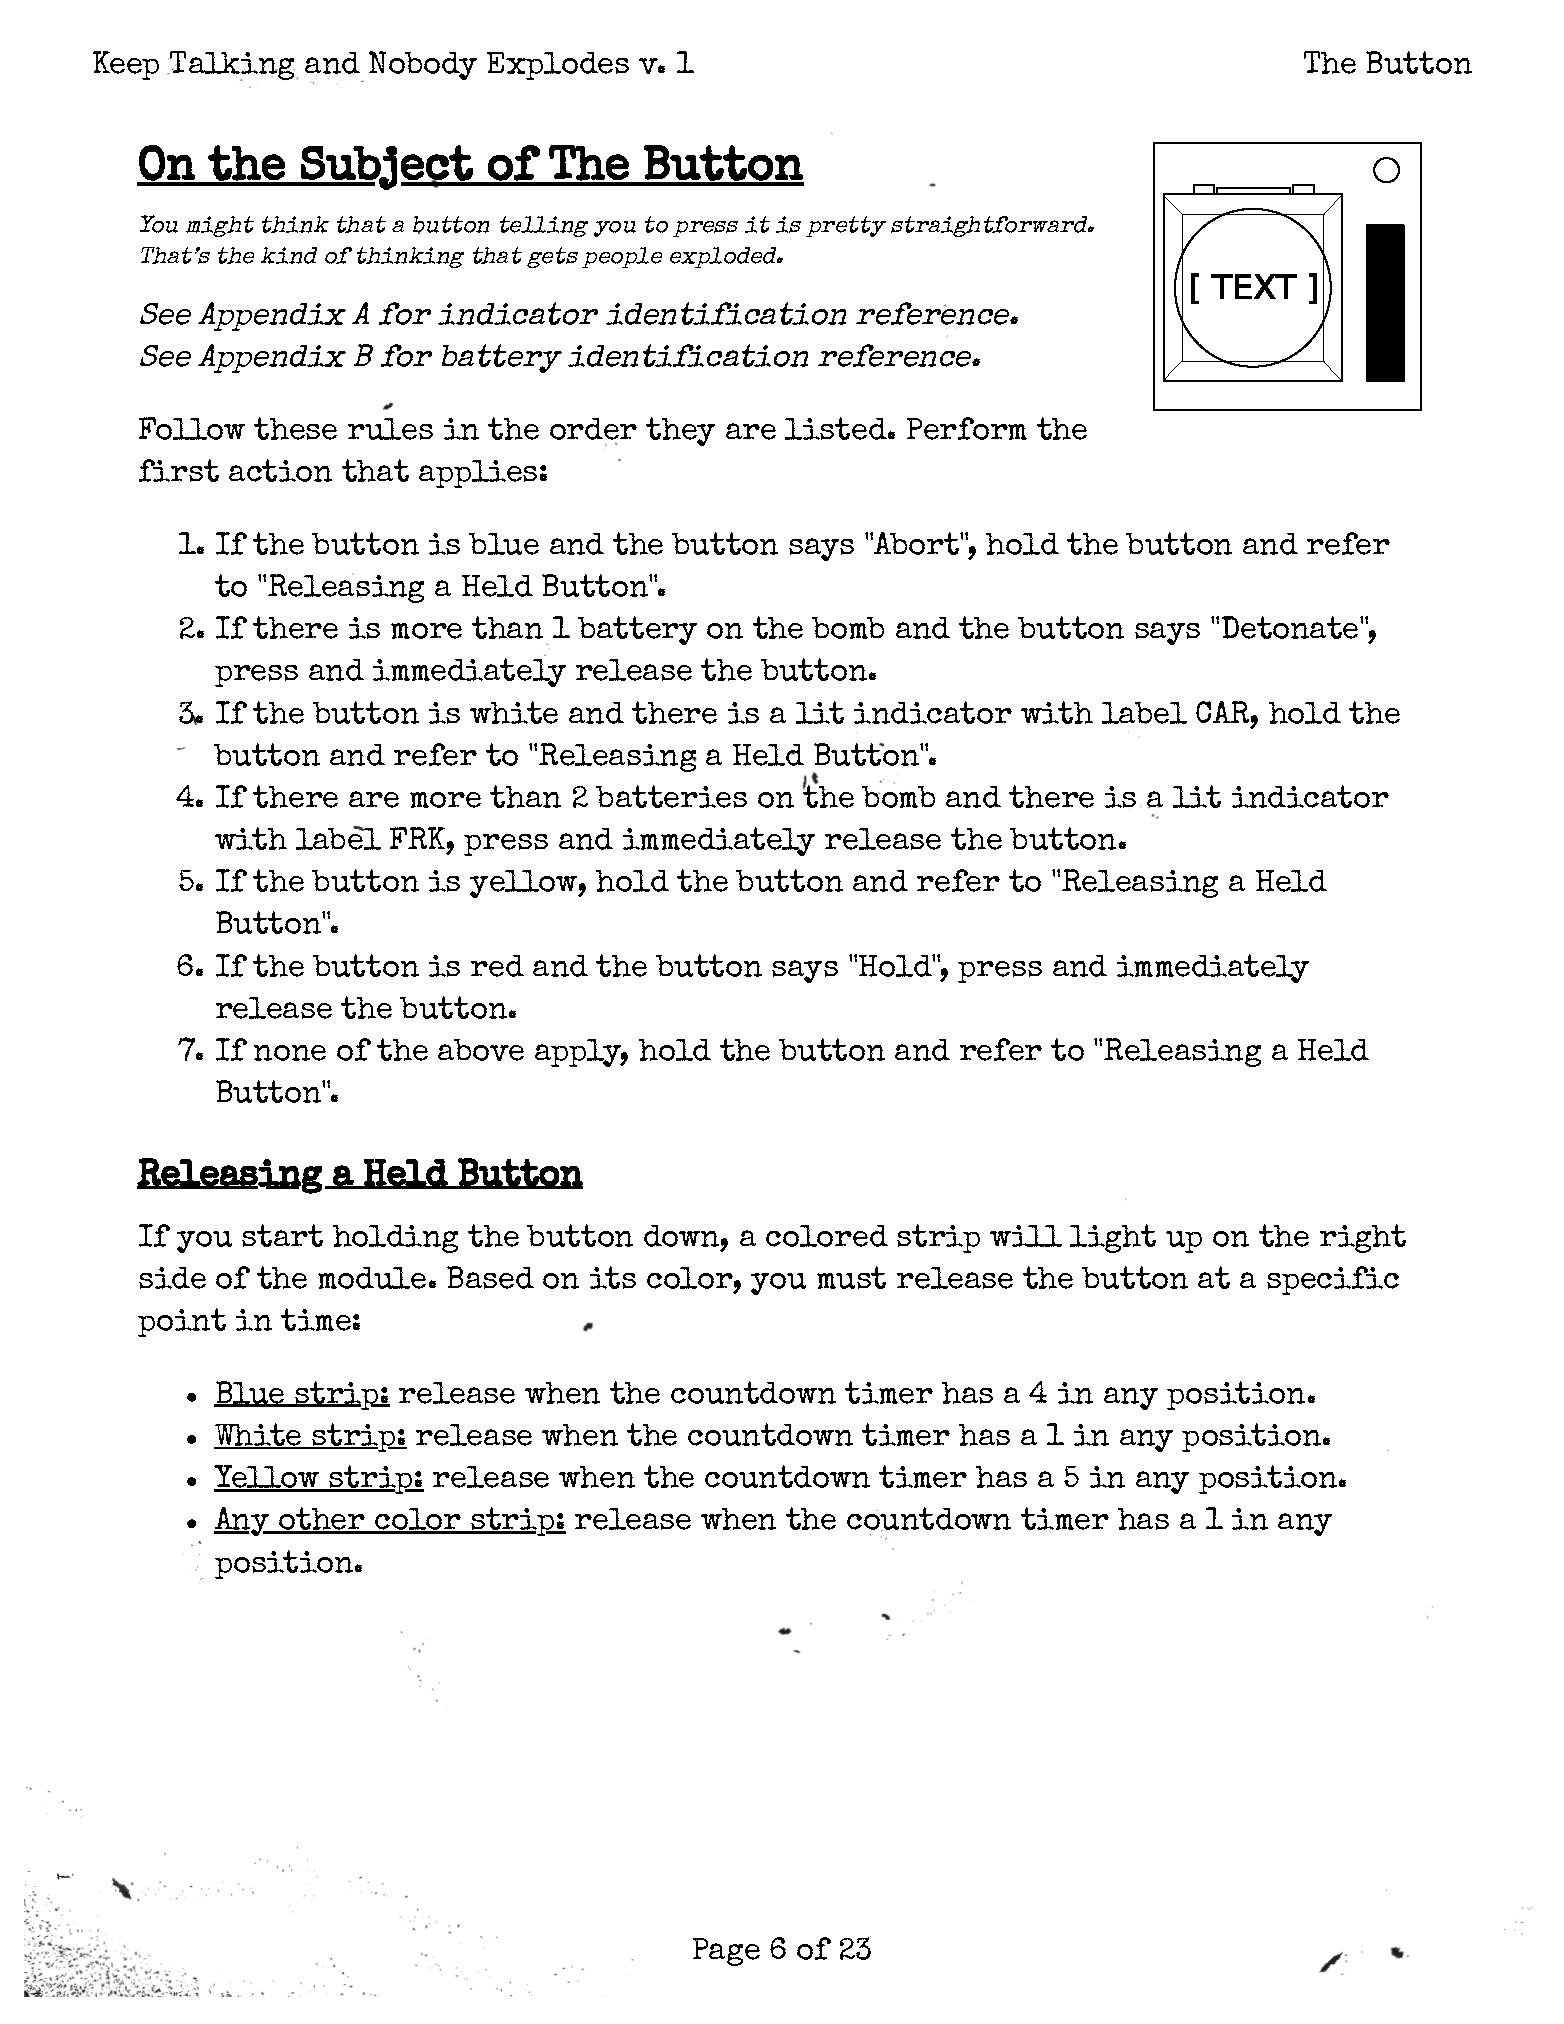 Keep Talking and Nobody Explodes v. 1
The Button
On the Subject of The Button
You might think that a button telling you to press it is pretty straightforward.
That's the kind of thinking that gets people exploded.
See Appendix A for indicator identification reference.
See Appendix B for battery identification reference.
[ TEXT ]
Follow these rules in the order they are listed. Perform the
first action that applies:
1. If the button is blue and the button says "Abort", hold the button and refer
to "Releasing a Held Button".
2. If there is more than 1 battery on the bomb and the button says "Detonate",
press and immediately release the button.
3. If the button is white and there is a lit indicator with label CAR, hold the
button and refer to "Releasing a Held Button".
4. If there are more than 2 batteries on the bomb and there is a lit indicator
with label FRK, press and immediately release the button.
5. If the button is yellow, hold the button and refer to "Releasing a Held
Button".
6. If the button is red and the button says "Hold", press and immediately
release the button.
7. If none of the above apply, hold the button and refer to "Releasing a Held
Button".
Releasing a Held Button
If you start holding the button down, a colored strip will light up on the right
side of the module. Based on its color, you must release the button at a specific
point in time:
• Blue strip: release when the countdown timer has a 4 in any position.
• White strip: release when the countdown timer has a 1 in any position.
• Yellow strip: release when the countdown timer has a 5 in any position.
• Any other color strip: release when the countdown timer has a 1 in any
position.
Page 6 of 23